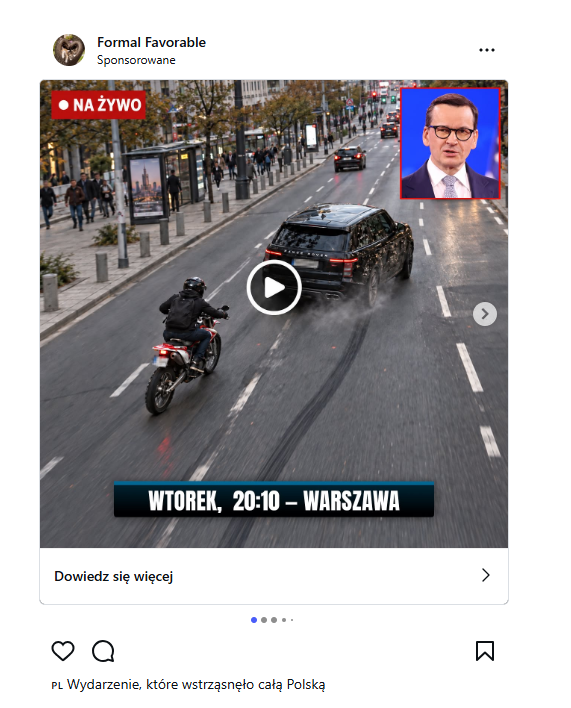 Formal Favorable
Sponsorowane
NA ŻYWO
WTOREK, 20:10 – WARSZAWA
Dowiedz się więcej
PL Wydarzenie, które wstrząsnęło całą Polską